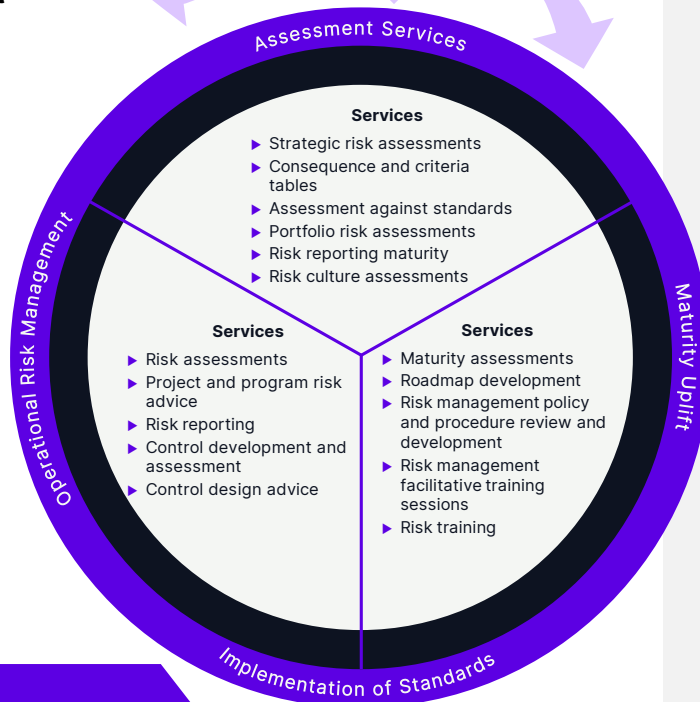 Assessment Services
Services
Strategic risk assessments
Consequence and criteria
tables
Assessment against standards
Portfolio risk assessments
Risk reporting maturity
Risk culture assessments
Operational Risk Management
Services
Risk assessments
Project and program risk
advice
Risk reporting
Control development and
assessment
Control design advice
Services
Maturity assessments
Roadmap development
Risk management policy
and procedure review and
development
Risk management
facilitative training
sessions
Risk training
Maturity Uplift
Implementation of Standards